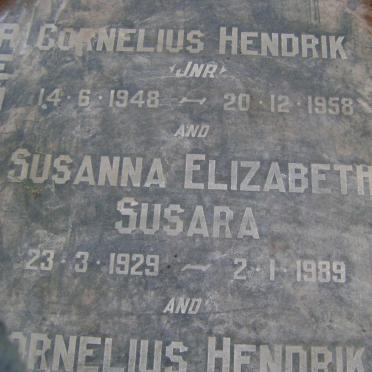 CORNELIUS HENDRIK
(JNR)
14·6·1948 ~ 20·12·1958
AND
SUSANNA ELIZABETH
SUSARA
23·3·1929 ~ 2·1·1989
AND
CORNELIUS HENDRIK